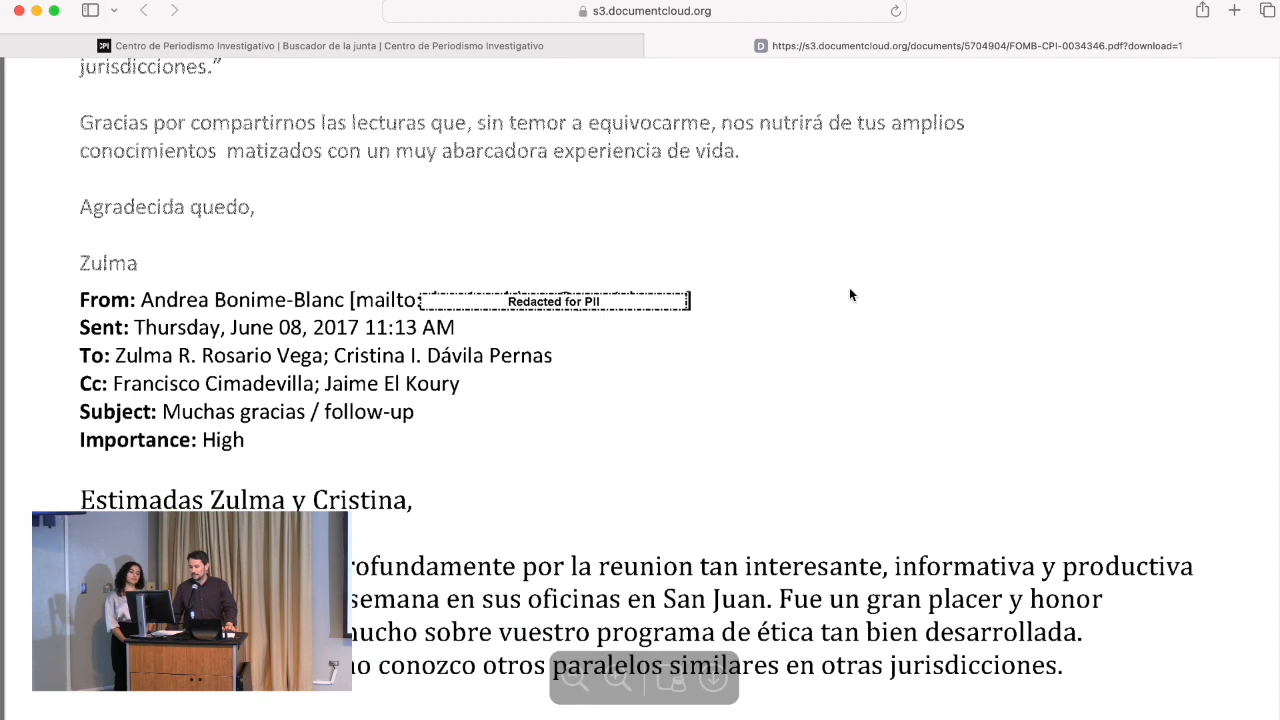 s3.documentcloud.org
Centro de Periodismo Investigativo | Buscador de la junta | Centro de Periodismo Investigativo
https://s3.documentcloud.org/documents/5704904/FOMB-CPI-0034346.pdf?download=1
jurisdicciones.”
Gracias por compartirnos las lecturas que, sin temor a equivocarme, nos nutrirá de tus amplios
conocimientos matizados con un muy abarcadora experiencia de vida.
Agradecida quedo,
Zulma
From: Andrea Bonime-Blanc [mailto: Redacted for PII ]
Sent: Thursday, June 08, 2017 11:13 AM
To: Zulma R. Rosario Vega; Cristina I. Dávila Pernas
Cc: Francisco Cimadevilla; Jaime El Koury
Subject: Muchas gracias / follow-up
Importance: High
Estimadas Zulma y Cristina,
rofundamente por la reunion tan interesante, informativa y productiva
semana en sus oficinas en San Juan. Fue un gran placer y honor
ucho sobre vuestro programa de ética tan bien desarrollada.
no conozco otros paralelos similares en otras jurisdicciones.